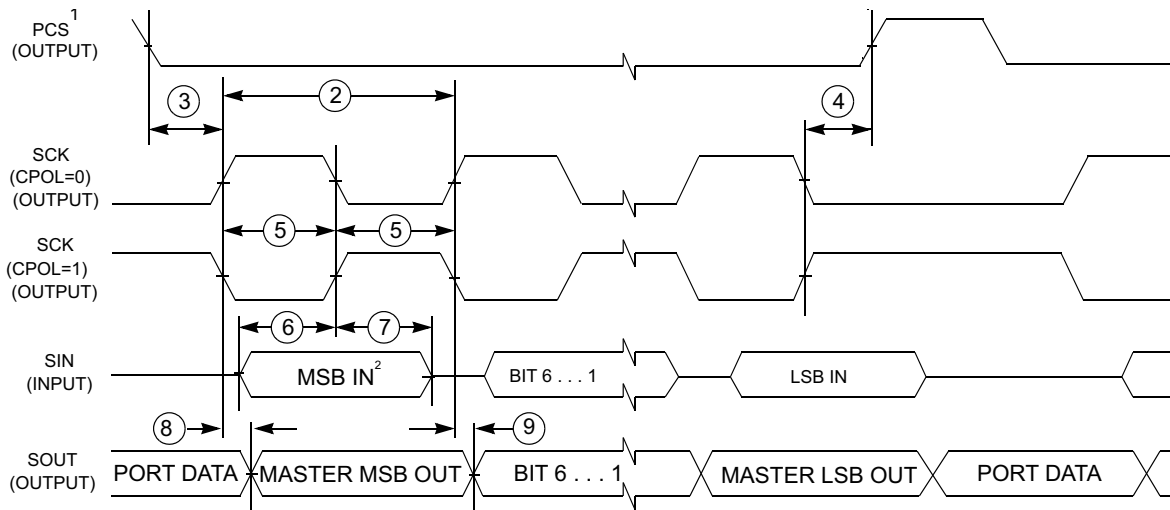 PCS1
(OUTPUT)
3
2
4
SCK
(CPOL=0)
(OUTPUT)
5
5
SCK
(CPOL=1)
(OUTPUT)
6
7
SIN
(INPUT)
MSB IN2
BIT 6 . . . 1
LSB IN
8
9
SOUT
(OUTPUT)
PORT DATA
MASTER MSB OUT
BIT 6 . . . 1
MASTER LSB OUT
PORT DATA